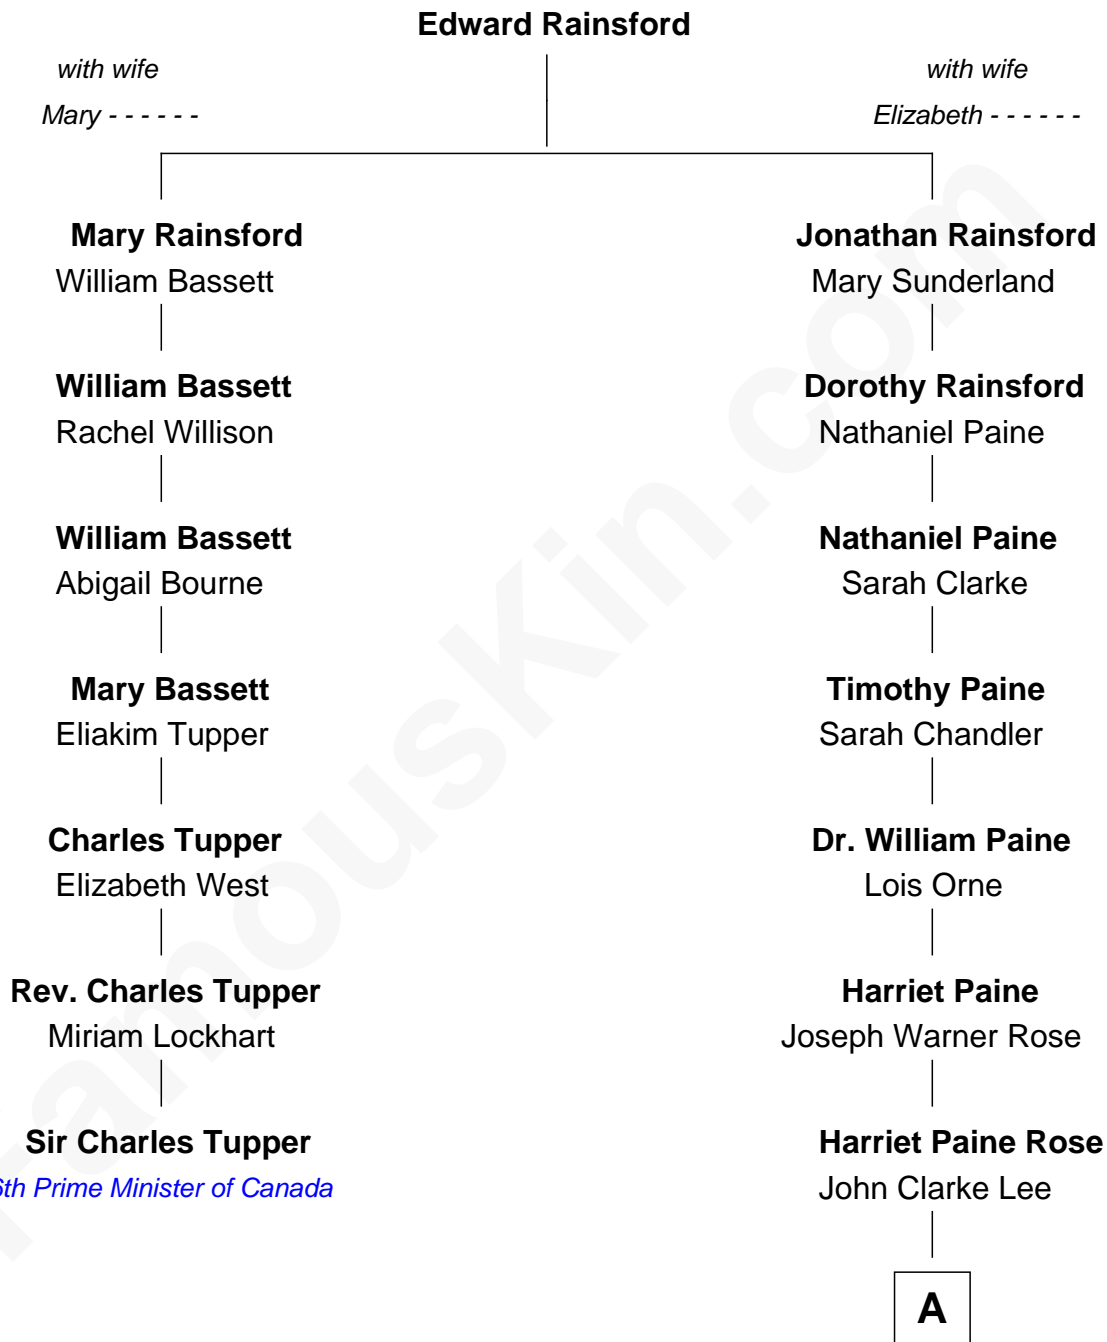 Edward Rainsford
with wife
Mary - - - - - -
with wife
Elizabeth - - - - - -
Mary Rainsford
William Bassett
Jonathan Rainsford
Mary Sunderland
William Bassett
Rachel Willison
Dorothy Rainsford
Nathaniel Paine
William Bassett
Abigail Bourne
Nathaniel Paine
Sarah Clarke
Mary Bassett
Eliakim Tupper
Timothy Paine
Sarah Chandler
Charles Tupper
Elizabeth West
Dr. William Paine
Lois Orne
Rev. Charles Tupper
Miriam Lockhart
Harriet Paine
Joseph Warner Rose
Sir Charles Tupper
6th Prime Minister of Canada
Harriet Paine Rose
John Clarke Lee
A
FamousKin.com